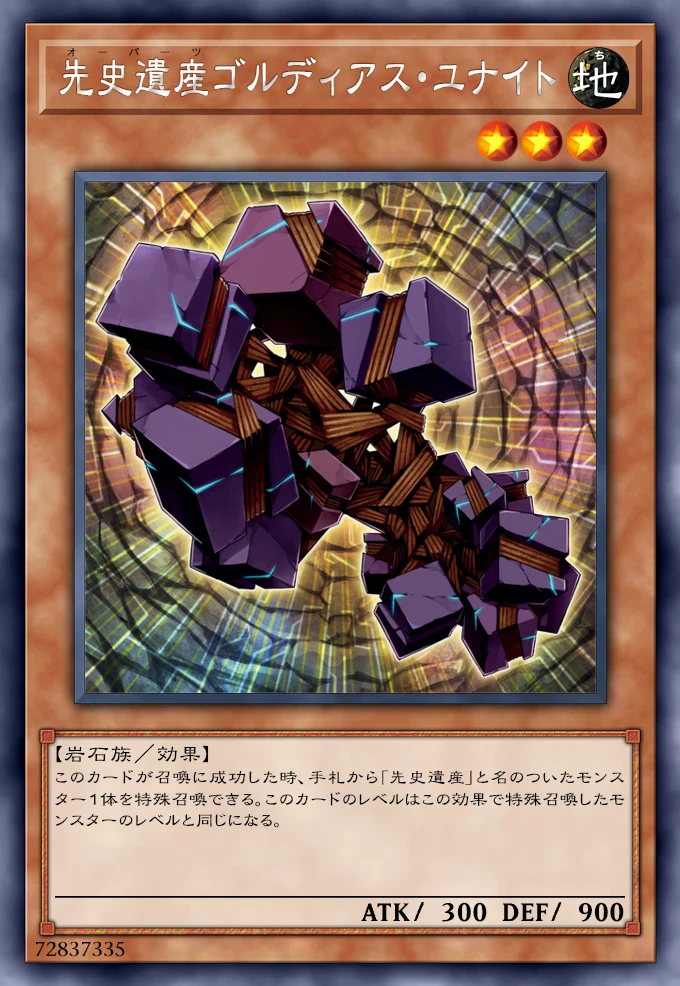 オーパーツ
先史遺産ゴルディアス・ユナイト
ち
地
【岩石族／効果】
このカードが召喚に成功した時、手札から「先史遺産」と名のついたモンス
ター１体を特殊召喚できる。このカードのレベルはこの効果で特殊召喚したモ
ンスターのレベルと同じになる。
ATK/ 300 DEF/ 900
72837335